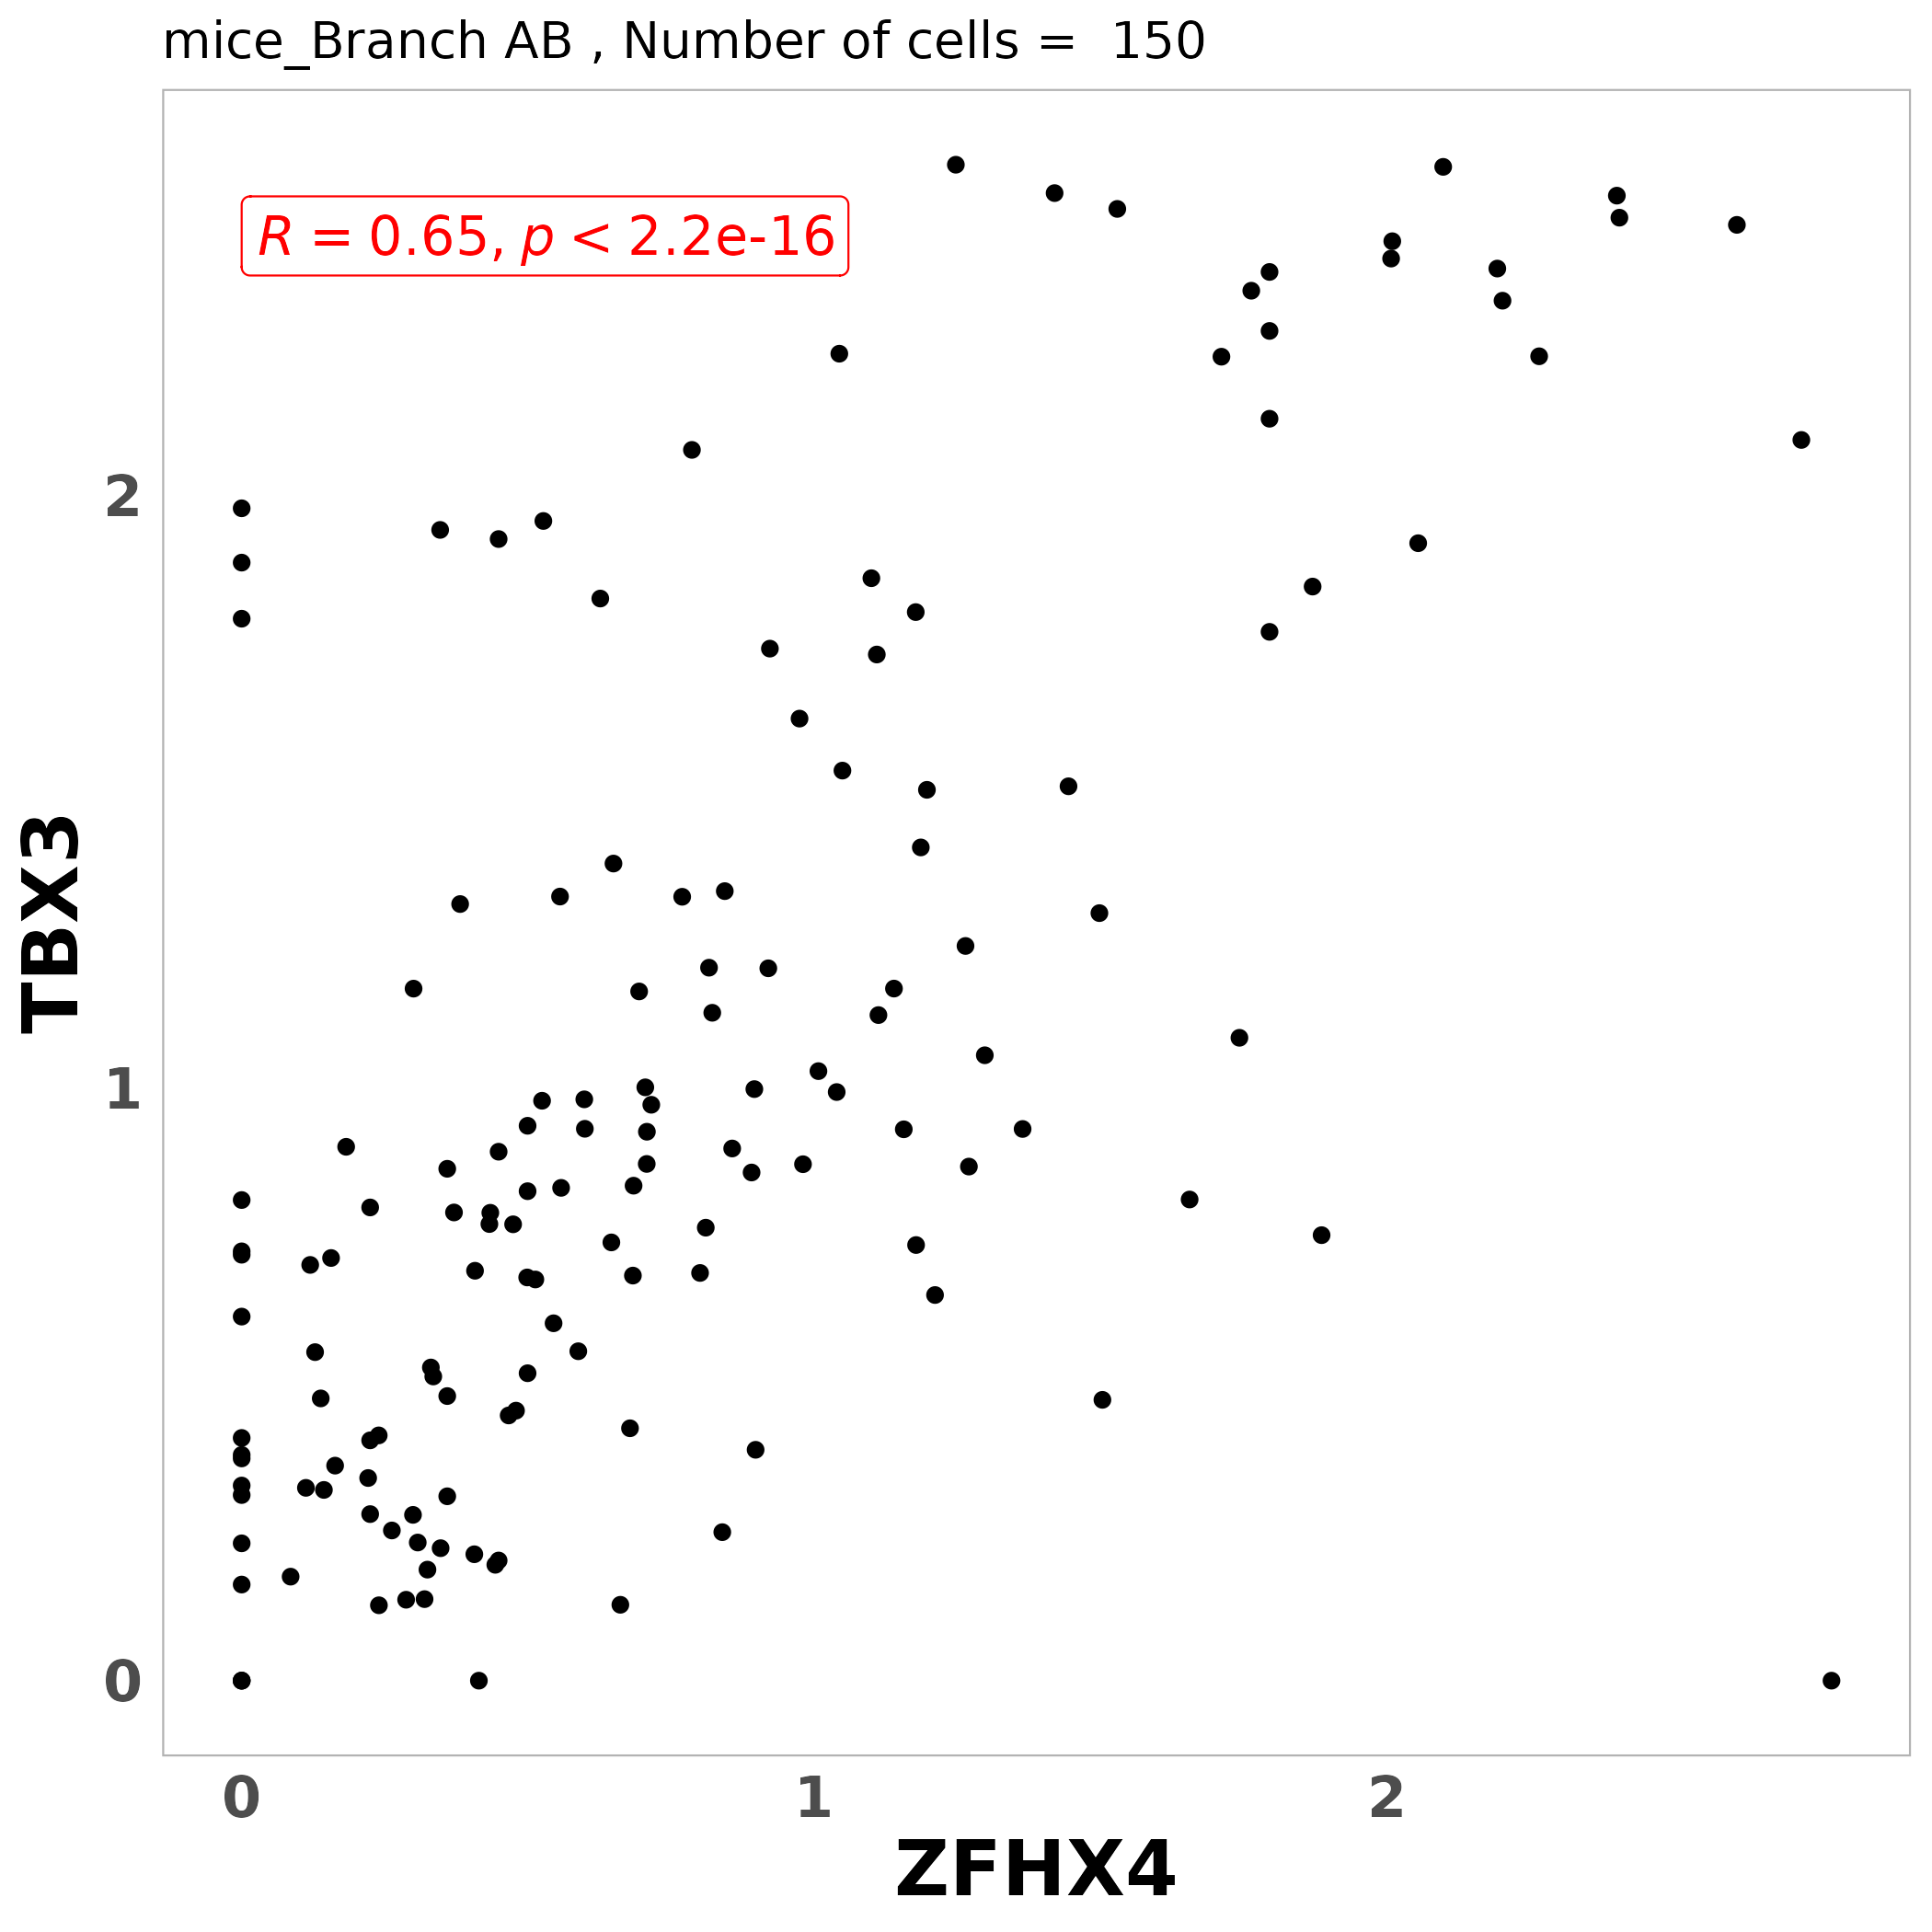 mice_Branch AB , Number of cells =  150
R = 0.65, p < 2.2e-16
2
1
0
TBX3
0 1 2
ZFHX4